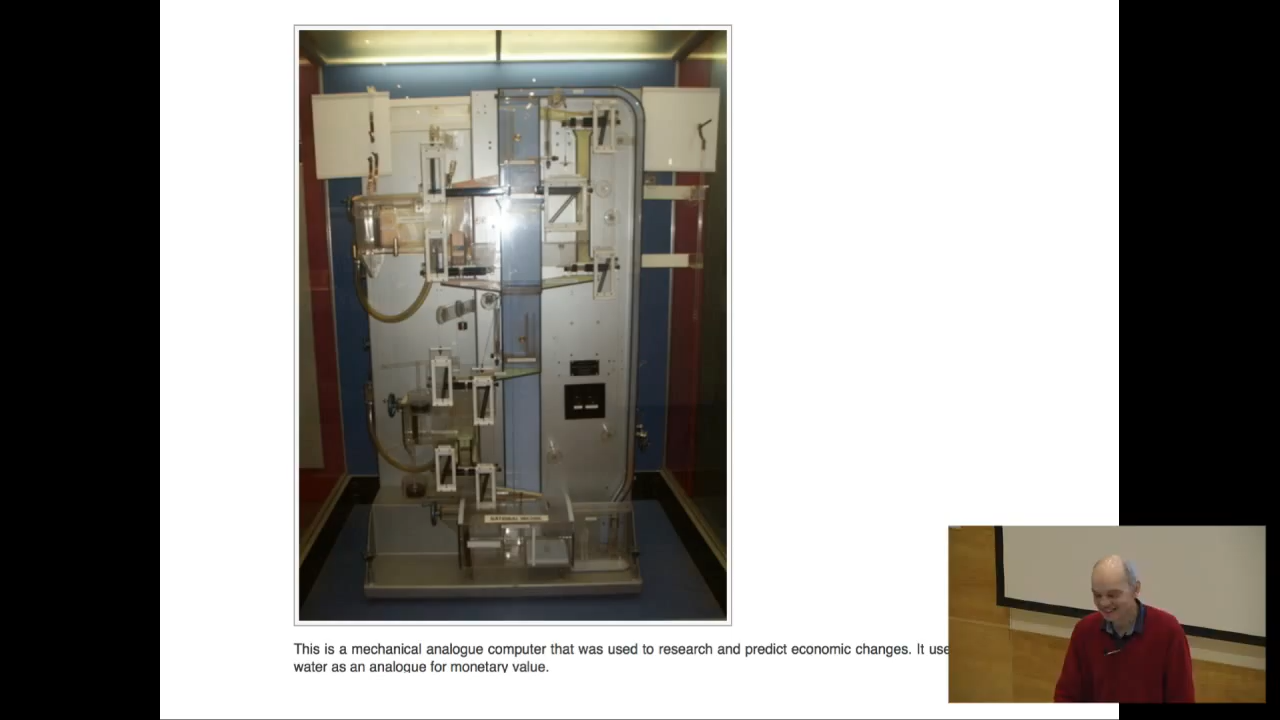 This is a mechanical analogue computer that was used to research and predict economic changes. It use
water as an analogue for monetary value.